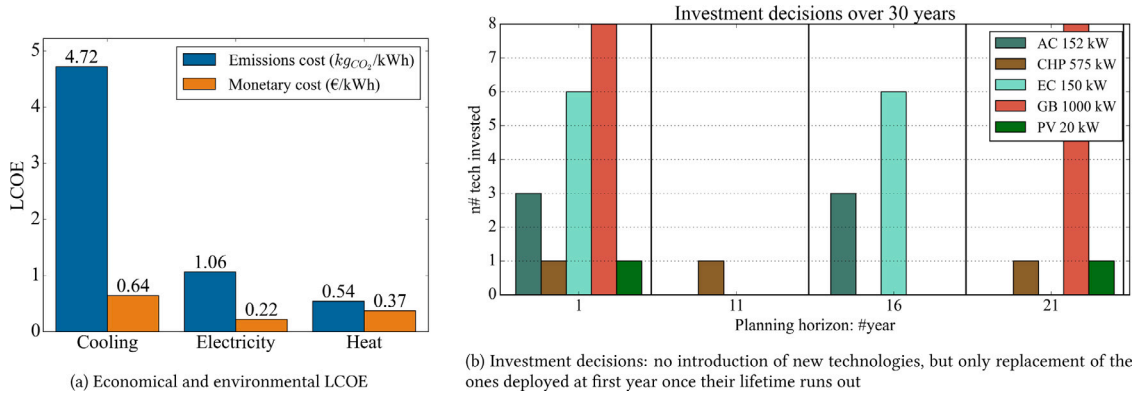 5
4
3
2
1
0
LCOE
4.72
0.64
1.06
0.22
0.54
0.37
Emissions cost (kg_{CO_2}/kWh)
Monetary cost (€/kWh)
Cooling
Electricity
Heat
(a) Economical and environmental LCOE
Investment decisions over 30 years
8
7
6
5
4
3
2
1
0
n# tech invested
AC 152 kW
CHP 575 kW
EC 150 kW
GB 1000 kW
PV 20 kW
1
11
16
21
Planning horizon: #year
(b) Investment decisions: no introduction of new technologies, but only replacement of the
ones deployed at first year once their lifetime runs out